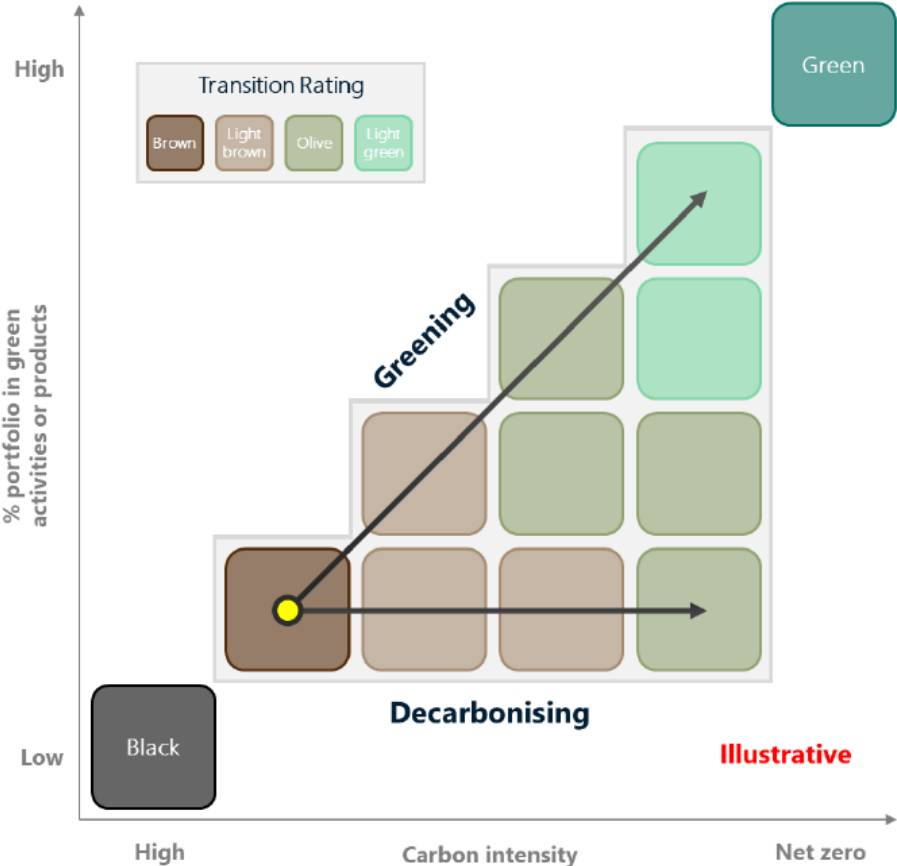 High
Green
Transition Rating
Brown
Light
brown
Olive
Light
green
% portfolio in green
activities or products
Greening
Decarbonising
Black
Low
Illustrative
High
Carbon intensity
Net zero